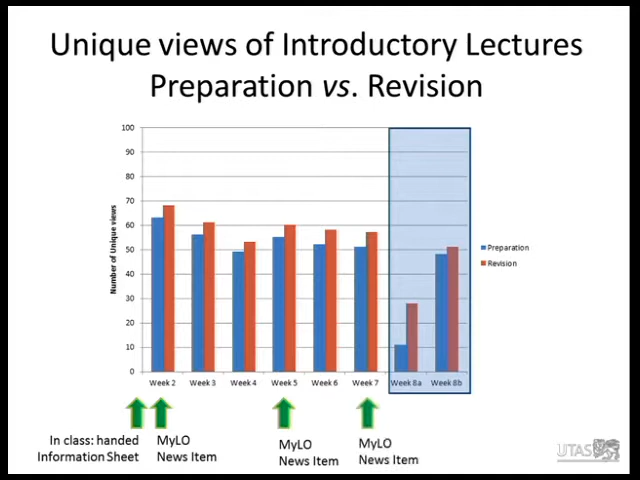 Unique views of Introductory Lectures
Preparation vs. Revision
100
90
80
70
60
50
40
30
20
10
0
Number of Unique views
Week 2 Week 3 Week 4 Week 5 Week 6 Week 7 Week 8a Week 8b
Preparation
Revision
In class: handed
Information Sheet
MyLO
News Item
MyLO
News Item
MyLO
News Item
UTAS